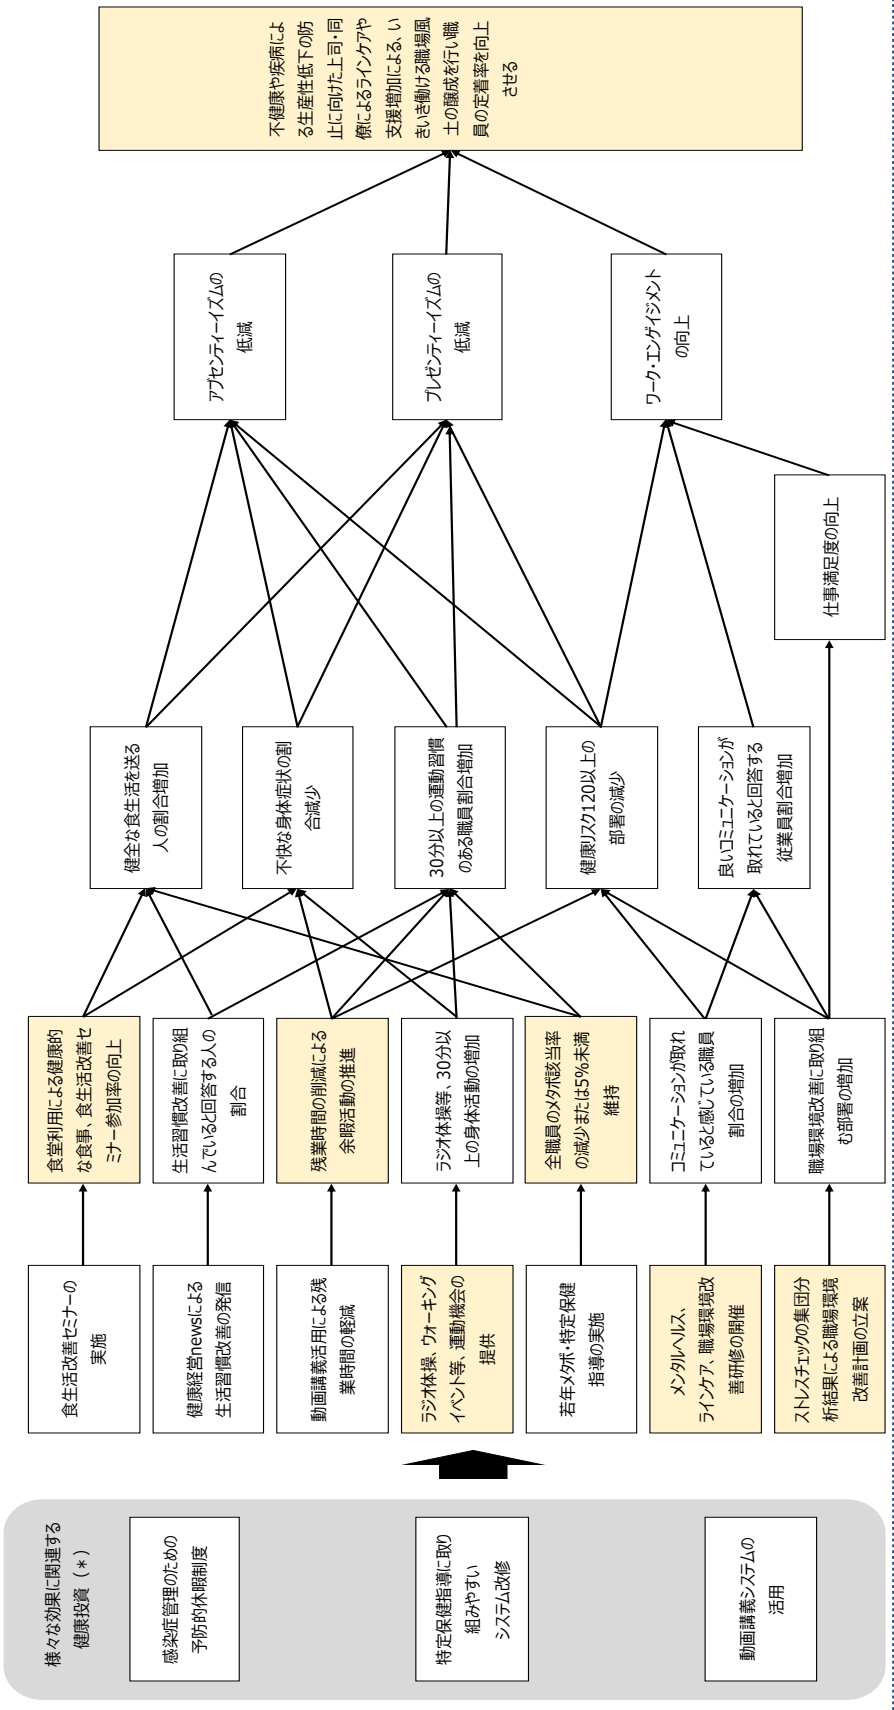 様々な効果に関連する
健康投資（＊）
感染症管理のための
予防的休暇制度
特定保健指導に取り
組みやすい
システム改修
動画講義システムの
活用
食生活改善セミナーの
実施
健康経営newsによる
生活習慣改善の発信
動画講義活用による残
業時間の軽減
ラジオ体操、ウォーキング
イベント等、運動機会の
提供
若年メタボ・特定保健
指導の実施
メンタルヘルス、
ラインケア、職場環境改
善研修の開催
ストレスチェックの集団分
析結果による職場環境
改善計画の立案
食堂利用による健康的
な食事、食生活改善セ
ミナー参加率の向上
生活習慣改善に取り組
んでいると回答する人の
割合
残業時間の削減による
余暇活動の推進
ラジオ体操等、30分以
上の身体活動の増加
全職員のメタボ該当率
の減少または5%未満
維持
コミュニケーションが取れ
ていると感じている職員
割合の増加
職場環境改善に取り組
む部署の増加
健全な食生活を送る
人の割合増加
不快な身体症状の割
合減少
30分以上の運動習慣
のある職員割合増加
健康リスク120以上の
部署の減少
良いコミュニケーションが
取れていると回答する
従業員割合増加
仕事満足度の向上
アブセンティーイズムの
低減
プレゼンティーイズムの
低減
ワーク・エンゲイジメント
の向上
不健康や疾病によ
る生産性低下の防
止に向けた上司・同
僚によるラインケアや
支援増加による、い
きいき働ける職場風
土の醸成を行い職
員の定着率を向上
させる